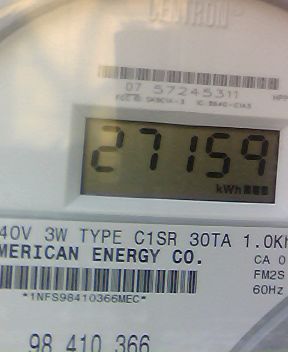 CENTRON®
07 57245311
27159
kWh
40V 3W TYPE C1SR 30TA 1.0Kh
MERICAN ENERGY CO.
CA 0
FM2S
60Hz
*1NFS98410366MEC*
98 410 366